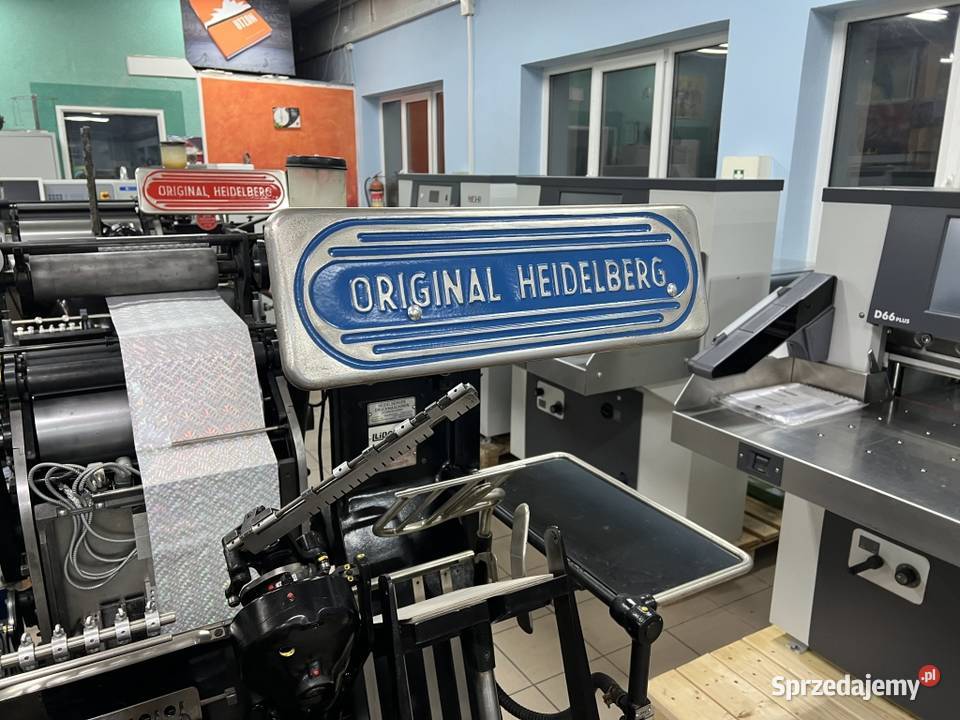 ORIGINAL HEIDELBERG
ORIGINAL HEIDELBERG
D66 PLUS
Sprzedajemy.pl